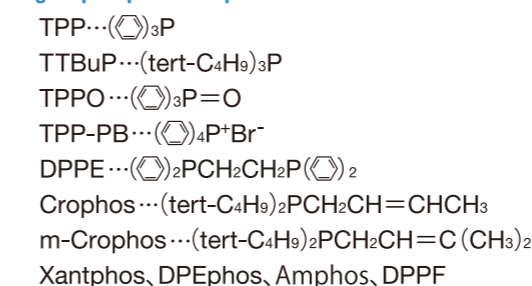 TPP…(⌬)₃P
TTBuP…(tert-C₄H₉)₃P
TPPO…(⌬)₃P=O
TPP-PB…(⌬)₄P⁺Br⁻
DPPE…(⌬)₂PCH₂CH₂P(⌬)₂
Crophos…(tert-C₄H₉)₂PCH₂CH=CHCH₃
m-Crophos…(tert-C₄H₉)₂PCH₂CH=C(CH₃)₂
Xantphos、DPEphos、Amphos、DPPF